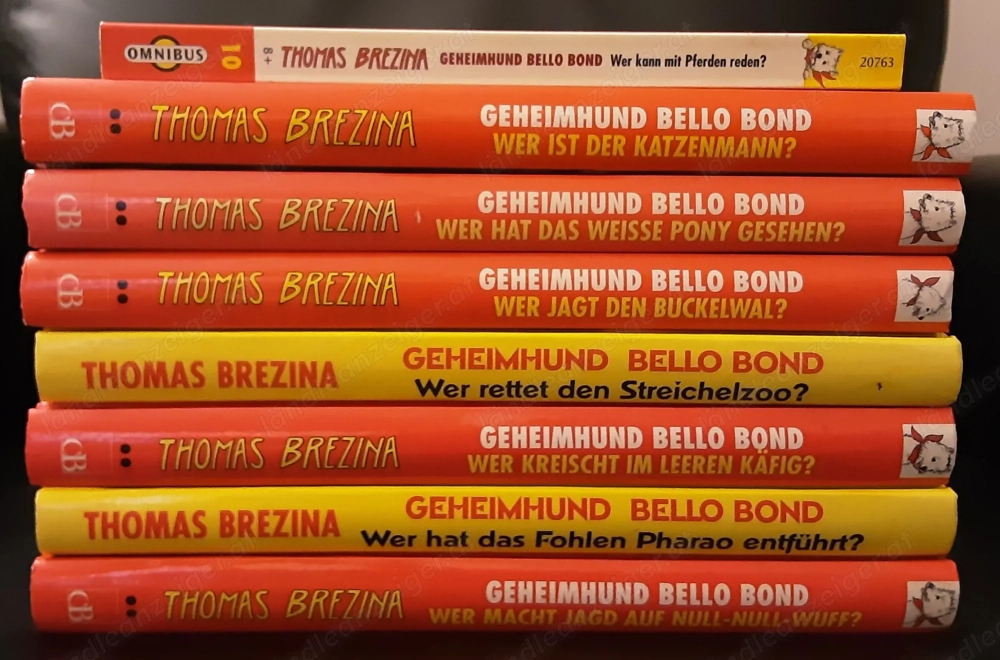 OMNIBUS 10 8+ THOMAS BREZINA GEHEIMHUND BELLO BOND Wer kann mit Pferden reden? 20763
CB THOMAS BREZINA GEHEIMHUND BELLO BOND
WER IST DER KATZENMANN?
CB THOMAS BREZINA GEHEIMHUND BELLO BOND
WER HAT DAS WEISSE PONY GESEHEN?
CB THOMAS BREZINA GEHEIMHUND BELLO BOND
WER JAGT DEN BUCKELWAL?
THOMAS BREZINA GEHEIMHUND BELLO BOND
Wer rettet den Streichelzoo?
CB THOMAS BREZINA GEHEIMHUND BELLO BOND
WER KREISCHT IM LEEREN KÄFIG?
THOMAS BREZINA GEHEIMHUND BELLO BOND
Wer hat das Fohlen Pharao entführt?
CB THOMAS BREZINA GEHEIMHUND BELLO BOND
WER MACHT JAGD AUF NULL-NULL-WUFF?